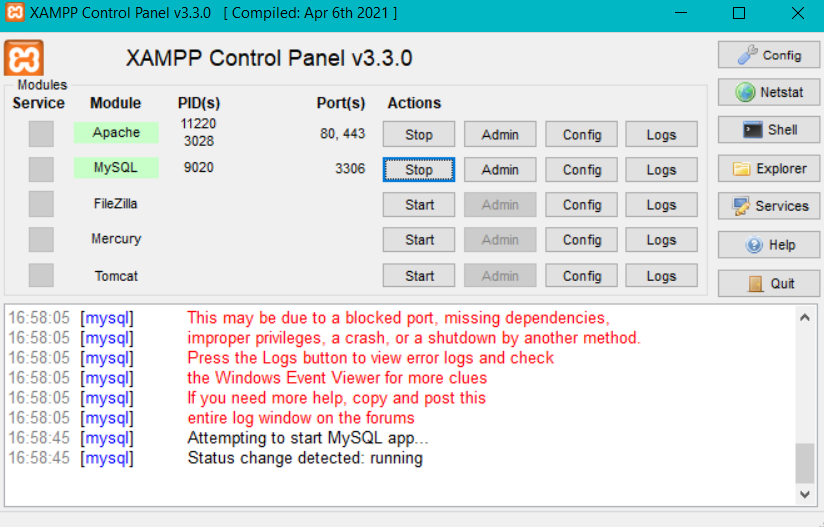 XAMPP Control Panel v3.3.0 [ Compiled: Apr 6th 2021 ]
XAMPP Control Panel v3.3.0
Config
Modules
Service Module PID(s) Port(s) Actions
Netstat
Apache 11220 3028 80, 443 Stop Admin Config Logs
Shell
MySQL 9020 3306 Stop Admin Config Logs
Explorer
FileZilla Start Admin Config Logs
Services
Mercury Start Admin Config Logs
Help
Tomcat Start Admin Config Logs
Quit
16:58:05 [mysql] This may be due to a blocked port, missing dependencies,
16:58:05 [mysql] improper privileges, a crash, or a shutdown by another method.
16:58:05 [mysql] Press the Logs button to view error logs and check
16:58:05 [mysql] the Windows Event Viewer for more clues
16:58:05 [mysql] If you need more help, copy and post this
16:58:05 [mysql] entire log window on the forums
16:58:45 [mysql] Attempting to start MySQL app...
16:58:45 [mysql] Status change detected: running